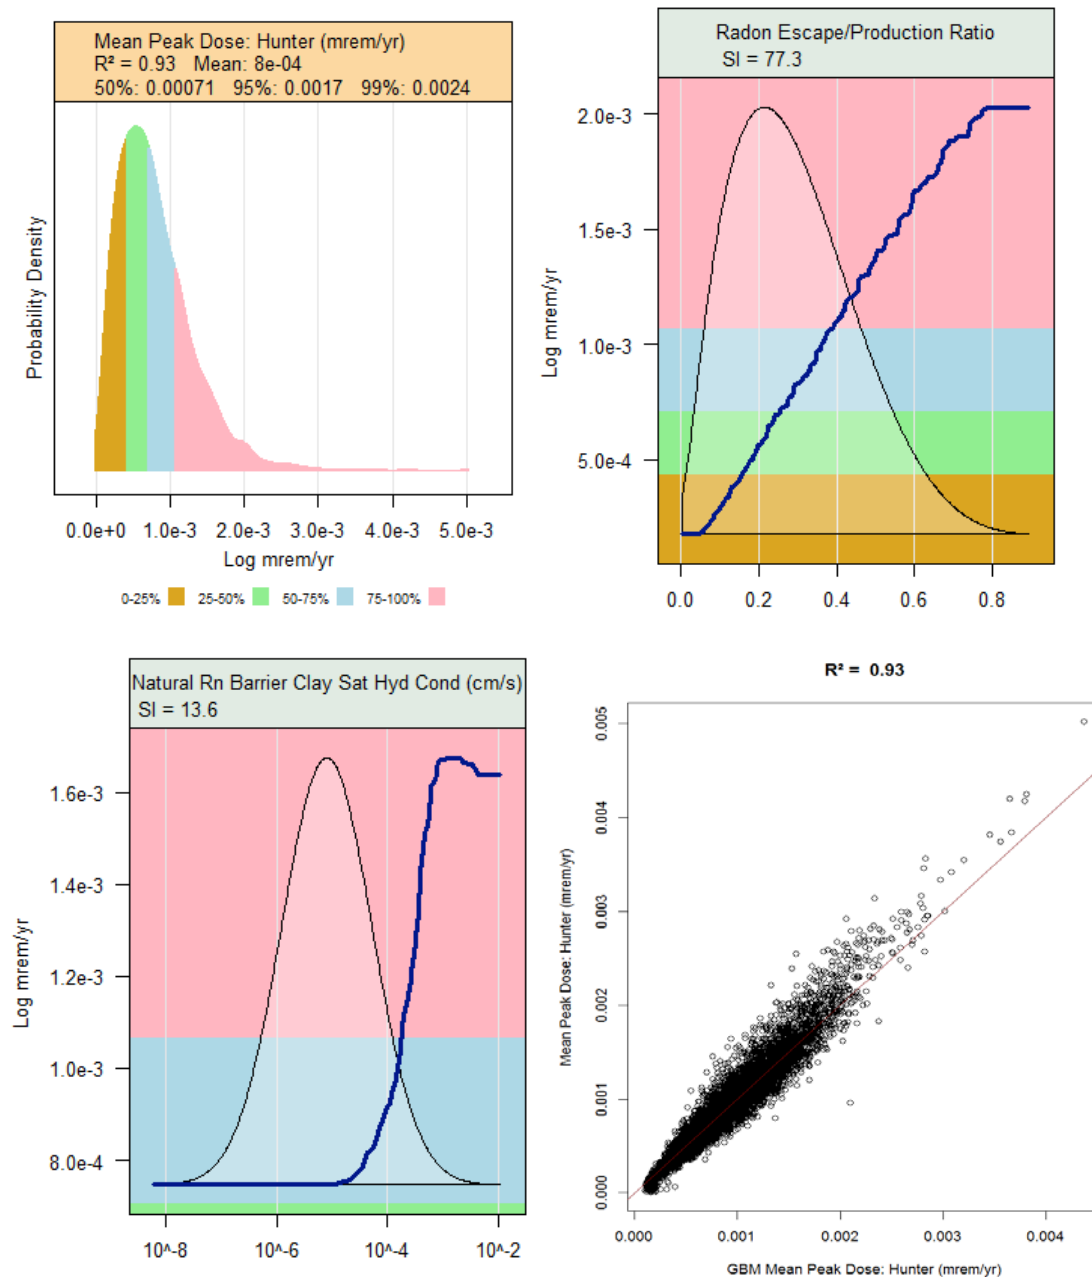 Mean Peak Dose: Hunter (mrem/yr)
R² = 0.93 Mean: 8e-04
50%: 0.00071 95%: 0.0017 99%: 0.0024
Probability Density
0.0e+0 1.0e-3 2.0e-3 3.0e-3 4.0e-3 5.0e-3
Log mrem/yr
0-25% 25-50% 50-75% 75-100%
Radon Escape/Production Ratio
SI = 77.3
2.0e-3
1.5e-3
1.0e-3
5.0e-4
Log mrem/yr
0.0 0.2 0.4 0.6 0.8
Natural Rn Barrier Clay Sat Hyd Cond (cm/s)
SI = 13.6
1.6e-3
1.4e-3
1.2e-3
1.0e-3
8.0e-4
Log mrem/yr
10^-8 10^-6 10^-4 10^-2
R² = 0.93
0.005
0.004
0.003
0.002
0.001
0.000
Mean Peak Dose: Hunter (mrem/yr)
0.000 0.001 0.002 0.003 0.004
GBM Mean Peak Dose: Hunter (mrem/yr)